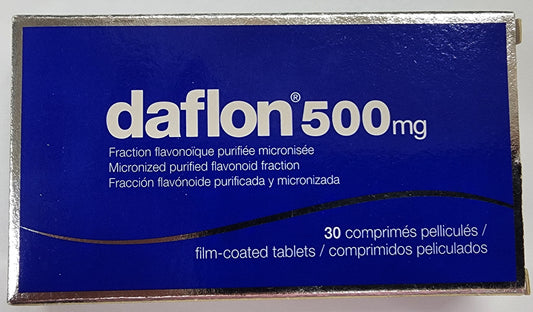 daflon® 500mg
Fraction flavonoïque purifiée micronisée
Micronized purified flavonoid fraction
Fracción flavónoide purificada y micronizada
30 comprimés pelliculés /
film-coated tablets / comprimidos peliculados